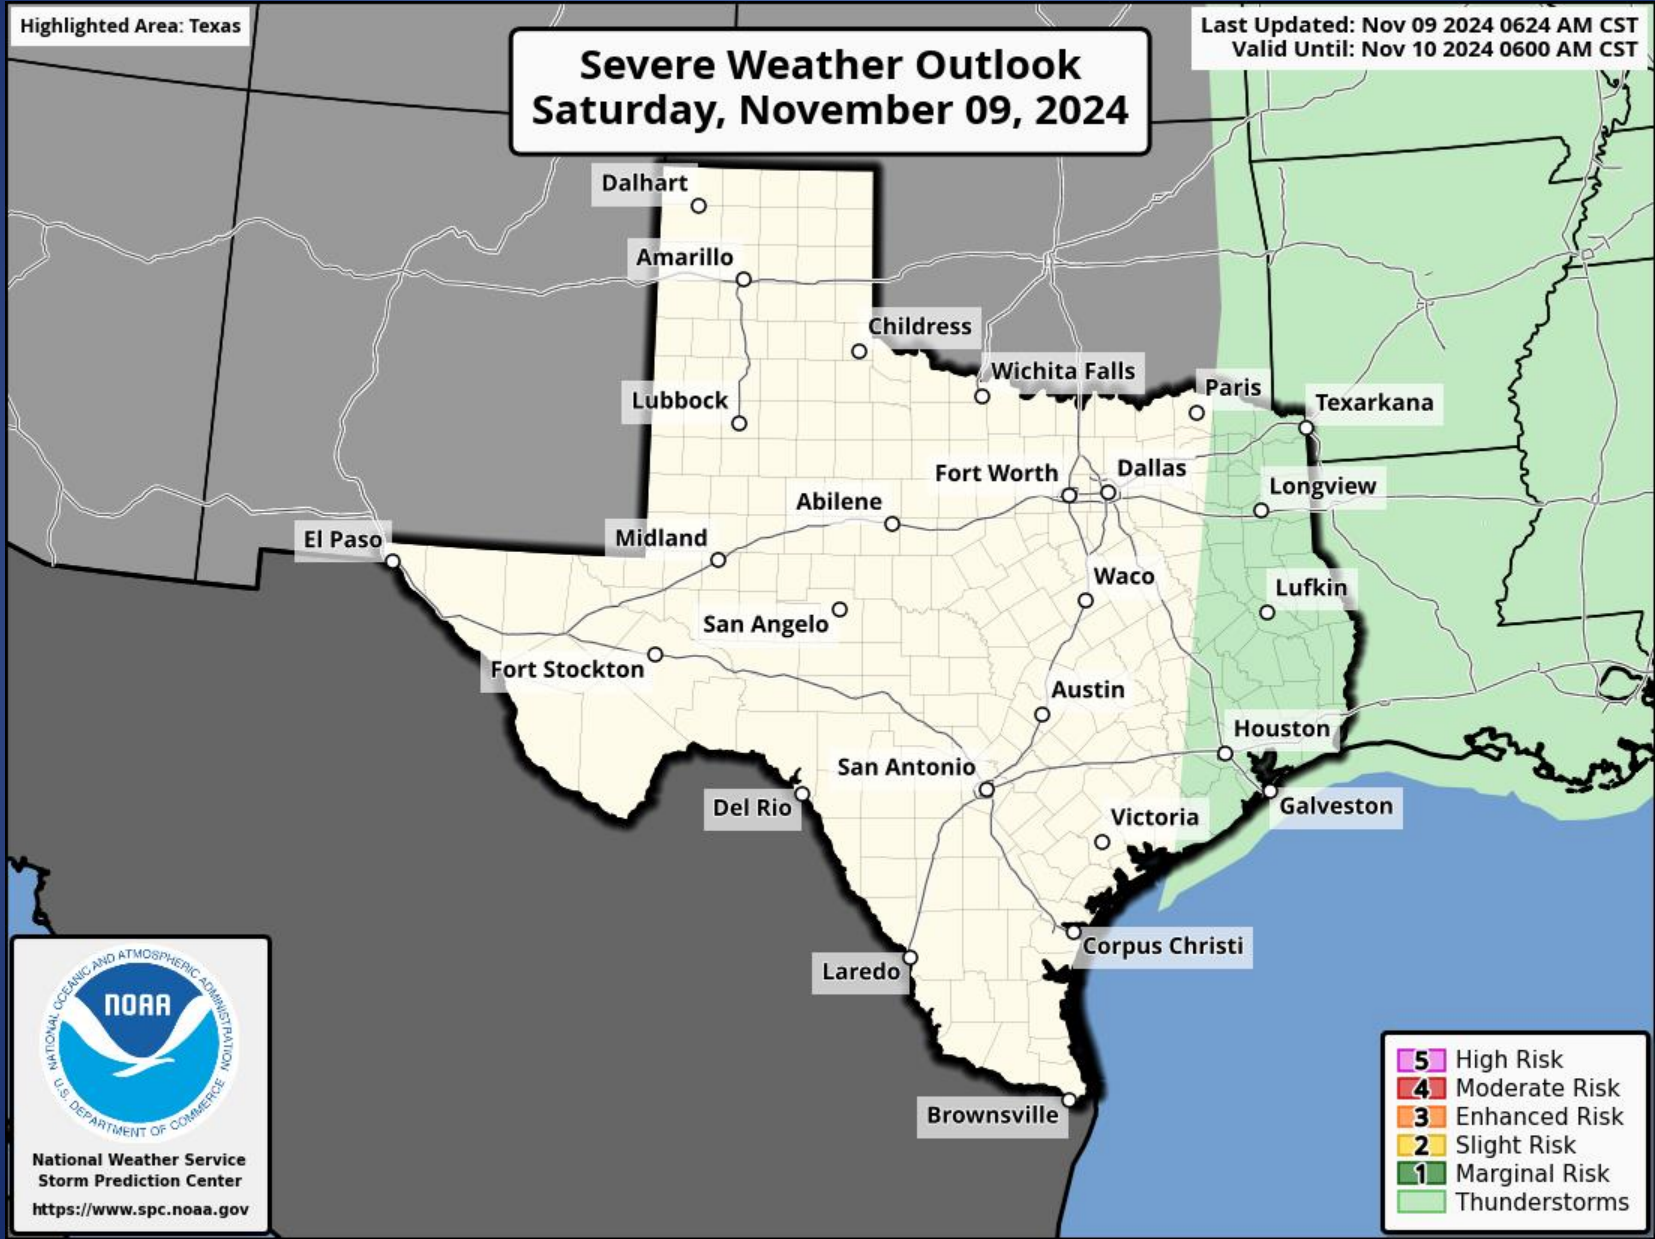 Highlighted Area: Texas
Severe Weather Outlook
Saturday, November 09, 2024
Last Updated: Nov 09 2024 0624 AM CST
Valid Until: Nov 10 2024 0600 AM CST
Dalhart
Amarillo
Childress
Wichita Falls
Paris
Texarkana
Lubbock
Fort Worth
Dallas
Longview
Abilene
El Paso
Midland
Waco
Lufkin
San Angelo
Fort Stockton
Austin
Houston
San Antonio
Del Rio
Victoria
Galveston
Corpus Christi
Laredo
Brownsville
NATIONAL OCEANIC AND ATMOSPHERIC ADMINISTRATION
NOAA
U.S. DEPARTMENT OF COMMERCE
National Weather Service
Storm Prediction Center
https://www.spc.noaa.gov
5 High Risk
4 Moderate Risk
3 Enhanced Risk
2 Slight Risk
1 Marginal Risk
Thunderstorms